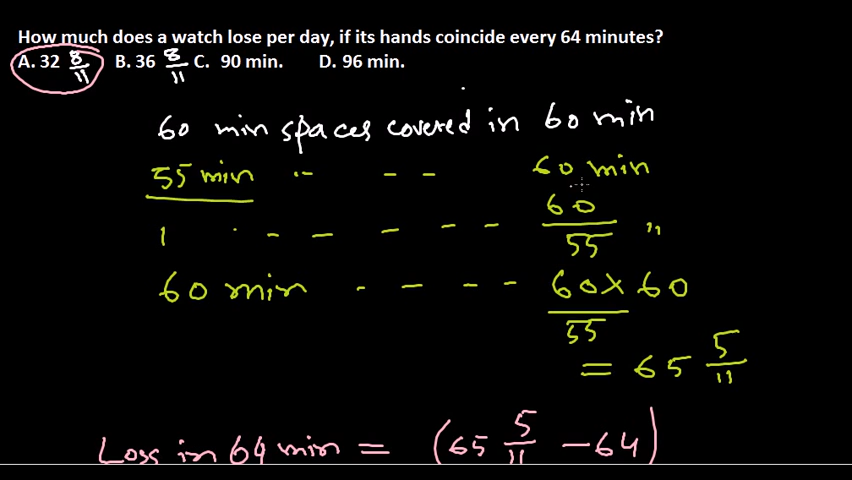 How much does a watch lose per day, if its hands coincide every 64 minutes?
A. 32 8/11 B. 36 8/11 C. 90 min. D. 96 min.
60 min spaces covered in 60 min
55 min " - - 60 min
1 " - - - - - 60/55 "
60 min - - - - 60 × 60/55
= 65 5/11
Loss in 64 min = (65 5/11 - 64)